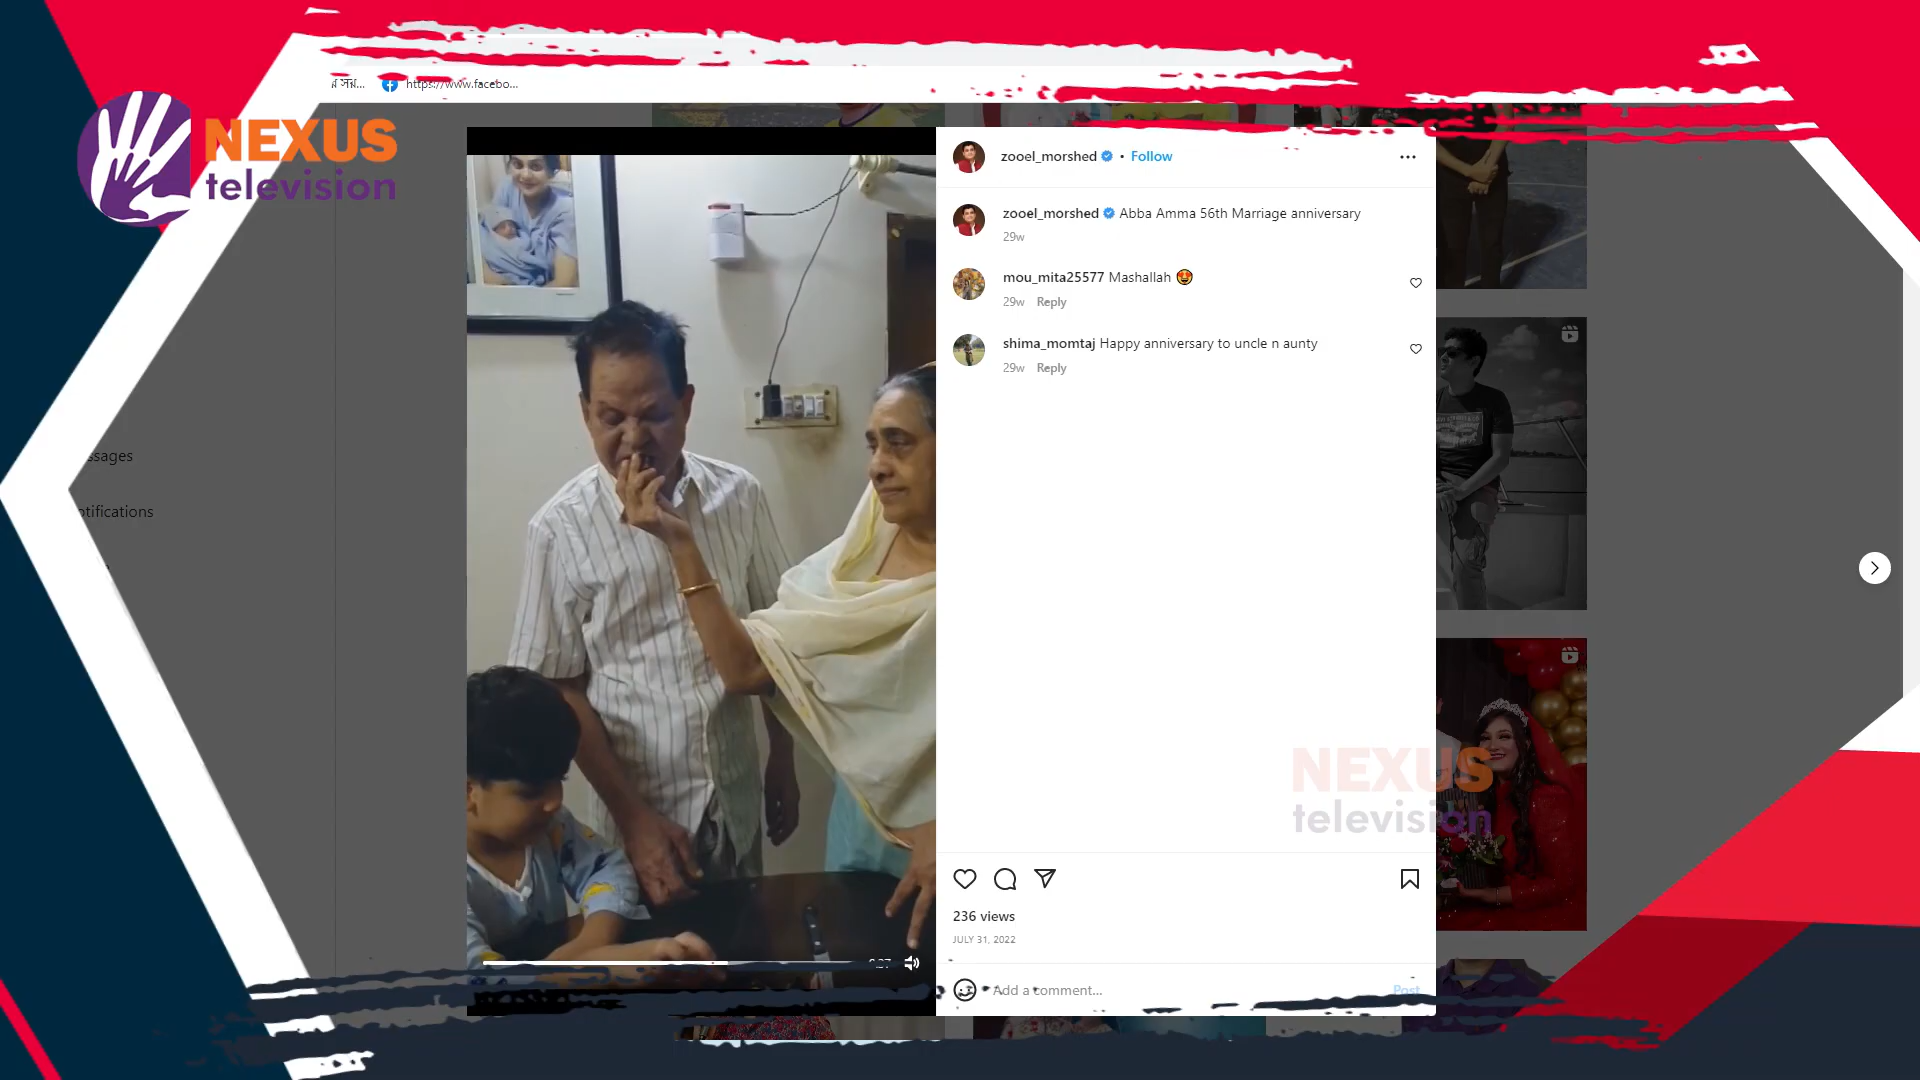 https://www.facebo...
NEXUS
television
zooel_morshed • Follow
zooel_morshed Abba Amma 56th Marriage anniversary
29w
mou_mita25577 Mashallah 😍
29w Reply
shima_momtaj Happy anniversary to uncle n aunty
29w Reply
ssages
otifications
NEXUS
television
236 views
JULY 31, 2022
Add a comment...
Post